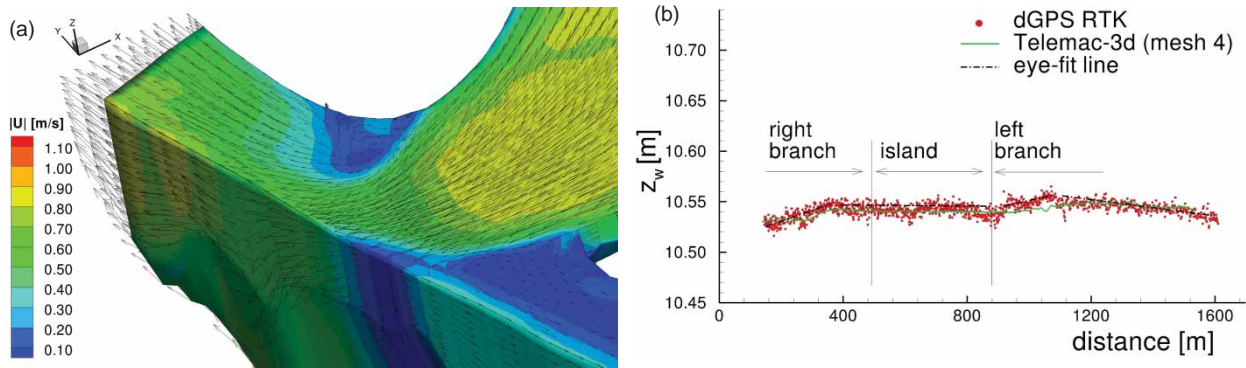 (a)
Z
Y
X
|U| [m/s]
1.10
1.00
0.90
0.80
0.70
0.60
0.50
0.40
0.30
0.20
0.10
(b)
dGPS RTK
Telemac-3d (mesh 4)
eye-fit line
10.70
10.65
10.60
10.55
10.50
10.45
z_w [m]
right
branch
island
left
branch
0
400
800
1200
1600
distance [m]